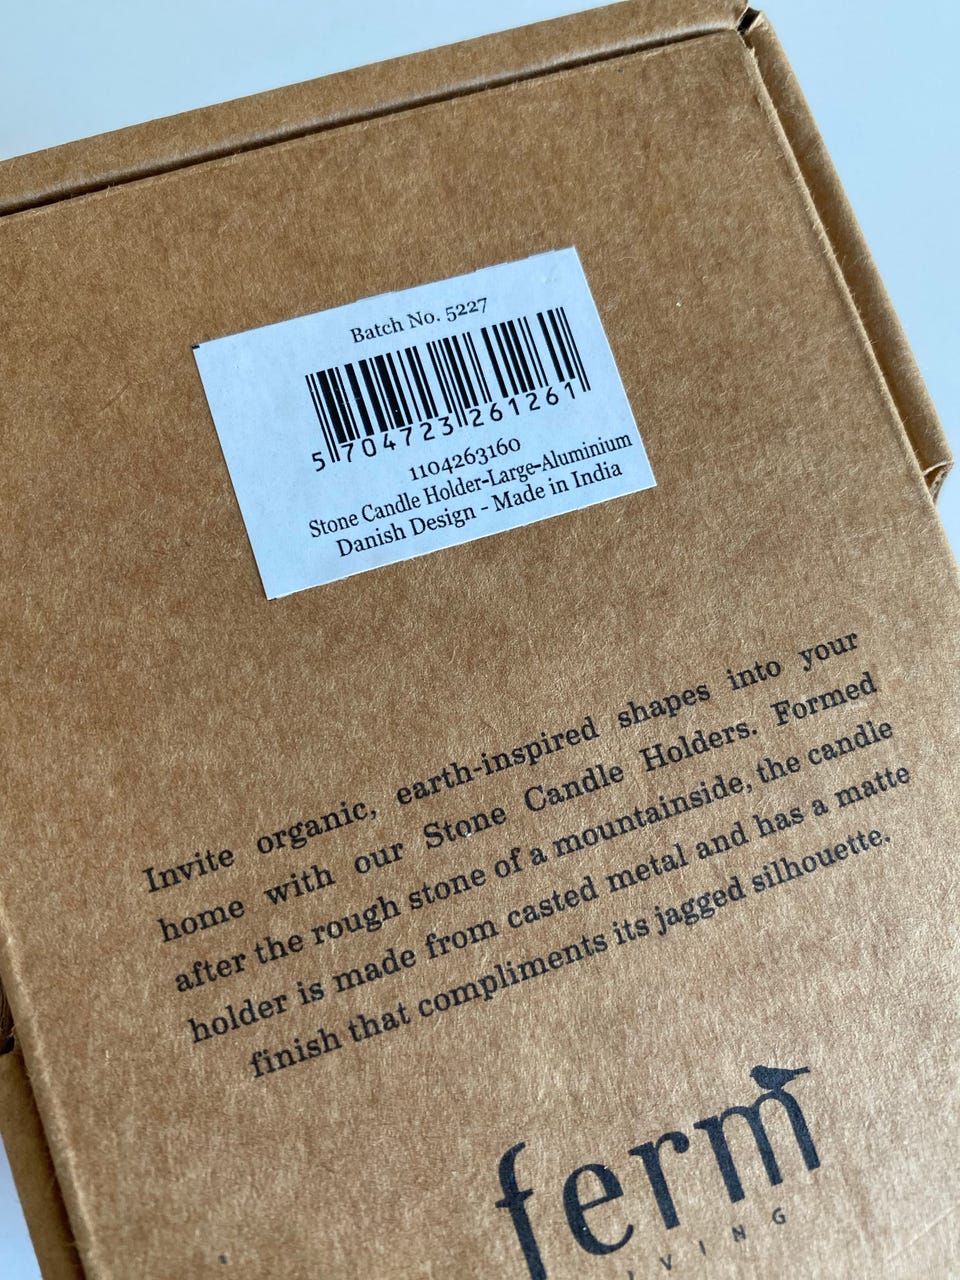 Batch No. 5227
5 704723 261261
1104263160
Stone Candle Holder-Large-Aluminium
Danish Design - Made in India
Invite organic, earth-inspired shapes into your
home with our Stone Candle Holders. Formed
after the rough stone of a mountainside, the candle
holder is made from casted metal and has a matte
finish that compliments its jagged silhouette.
ferm
IVING